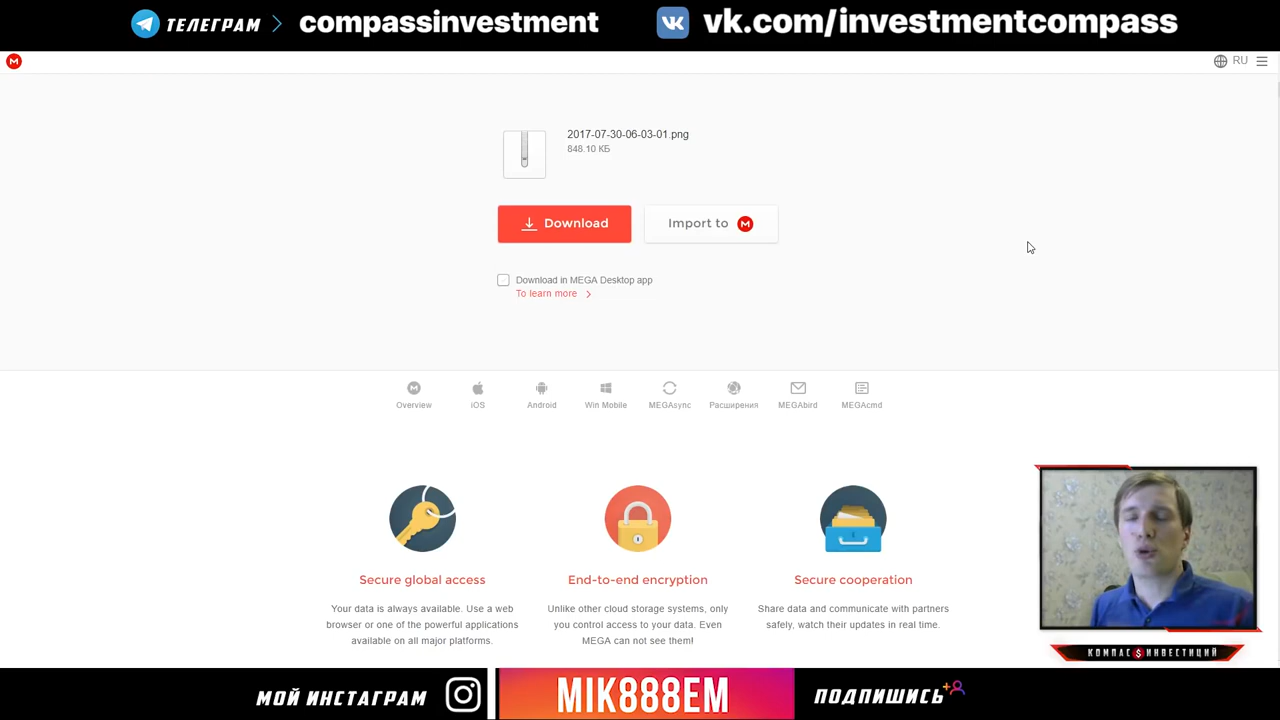 ТЕЛЕГРАМ > compassinvestment
vk.com/investmentcompass
RU
2017-07-30-06-03-01.png
848.10 КБ
Download
Import to
Download in MEGA Desktop app
To learn more >
Overview
iOS
Android
Win Mobile
MEGAsync
Расширения
MEGAbird
MEGAcmd
Secure global access
Your data is always available. Use a web
browser or one of the powerful applications
available on all major platforms.
End-to-end encryption
Unlike other cloud storage systems, only
you control access to your data. Even
MEGA can not see them!
Secure cooperation
Share data and communicate with partners
safely, watch their updates in real time.
КОМПАС $ ИНВЕСТИЦИЙ
МОЙ ИНСТАГРАМ
MIK888EM
ПОДПИШИСЬ